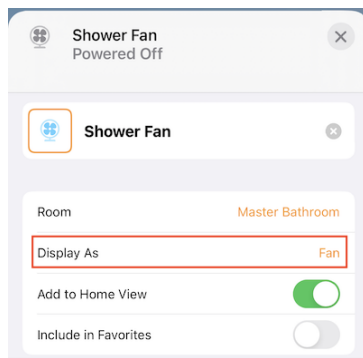 Shower Fan
Powered Off
Shower Fan
Room Master Bathroom
Display As Fan
Add to Home View
Include in Favorites